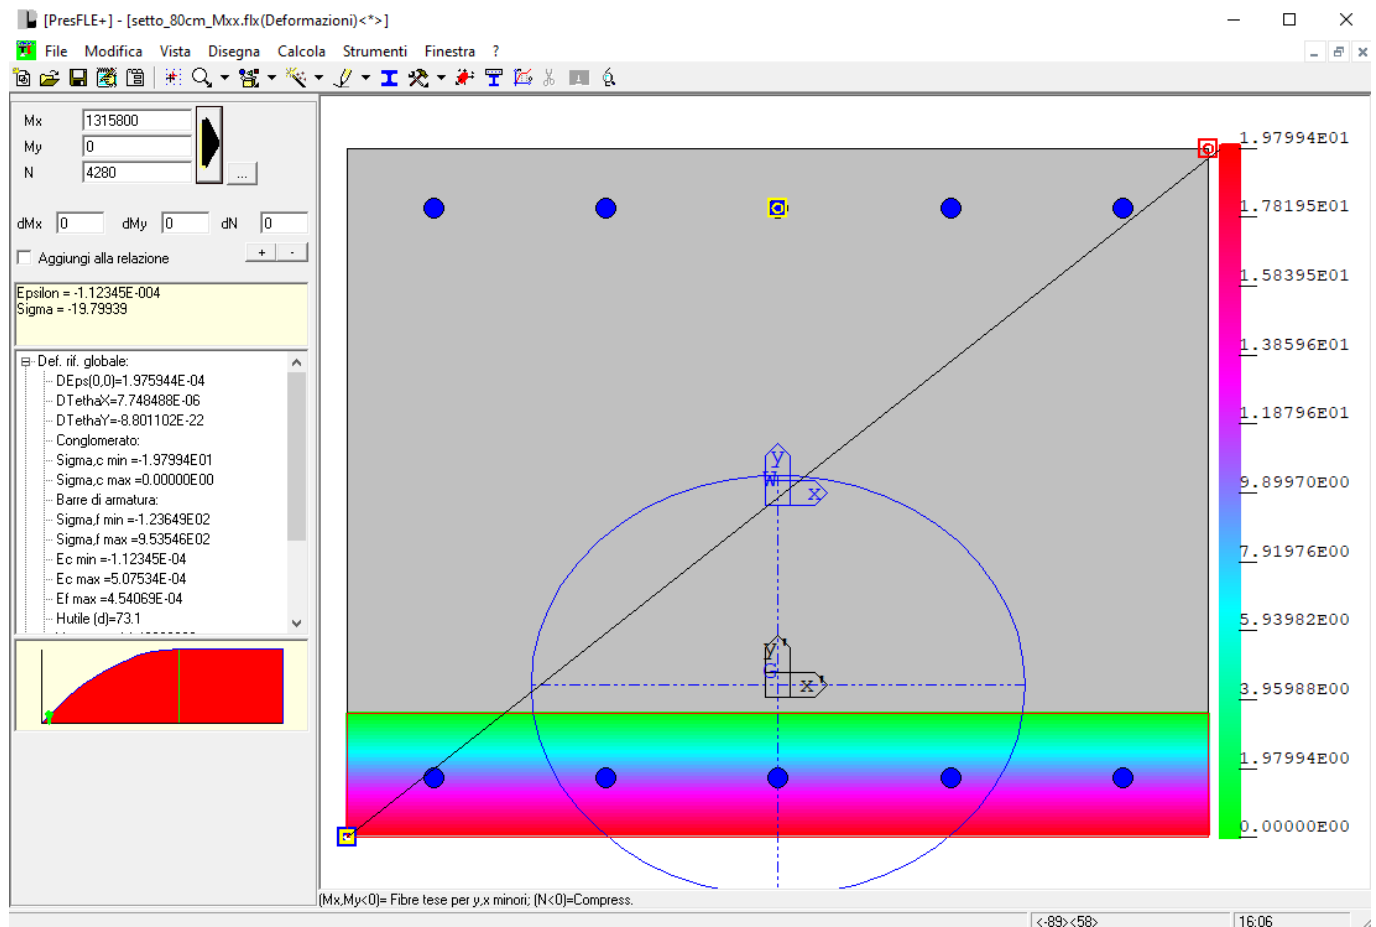 [PresFLE+] - [setto_80cm_Mxx.flx(Deformazioni)<*>]
File Modifica Vista Disegna Calcola Strumenti Finestra ?
Mx 1315800
My 0
N 4280
...
dMx 0 dMy 0 dN 0
Aggiungi alla relazione + -
Epsilon = -1.12345E-004
Sigma = -19.79939
Def. rif. globale:
DEps(0,0)=1.975944E-04
DTethaX=7.748488E-06
DTethaY=-8.801102E-22
Conglomerato:
Sigma,c min =-1.97994E01
Sigma,c max =0.00000E00
Barre di armatura:
Sigma,f min =-1.23649E02
Sigma,f max =9.53546E02
Ec min =-1.12345E-04
Ec max =5.07534E-04
Ef max =4.54069E-04
Hutile (d)=73.1
y
W
x
y
G
x
1.97994E01
1.78195E01
1.58395E01
1.38596E01
1.18796E01
9.89970E00
7.91976E00
5.93982E00
3.95988E00
1.97994E00
0.00000E00
(Mx,My<0)= Fibre tese per y,x minori; (N<0)=Compress.
<-89><58> 16:06